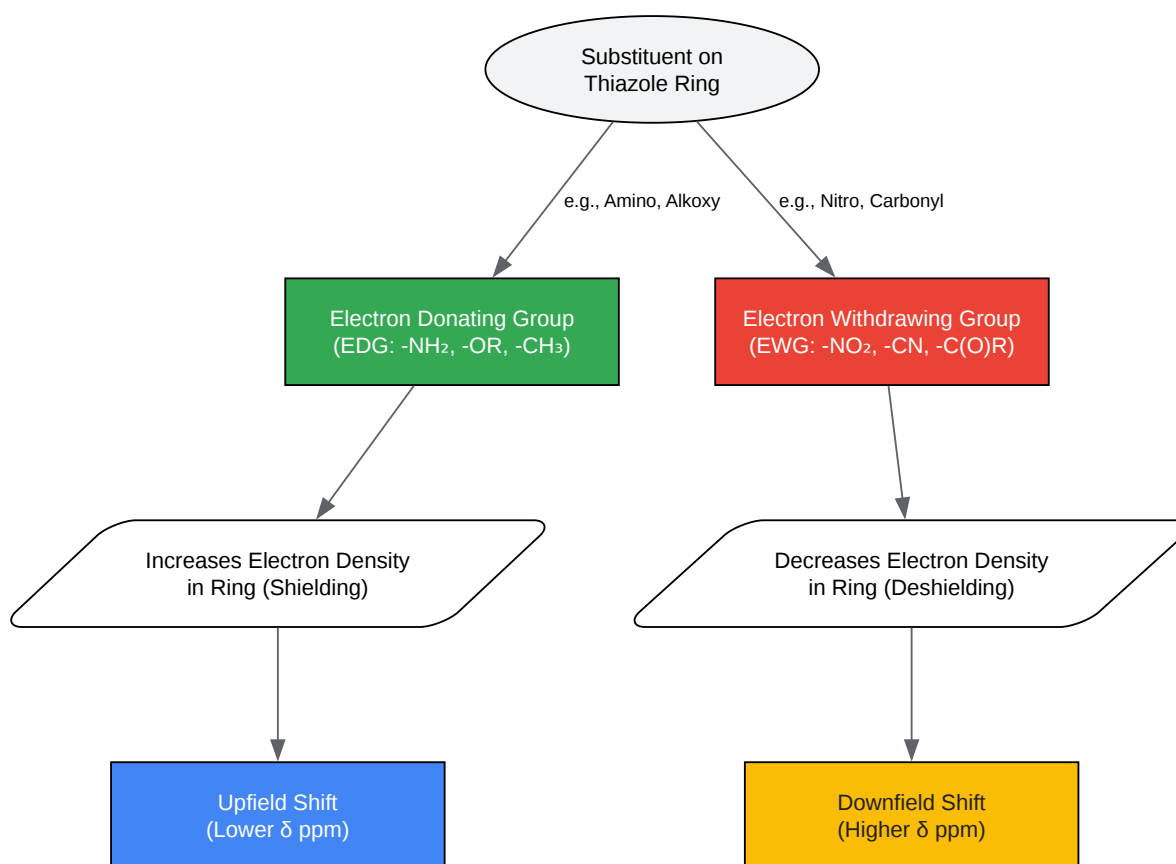 Substituent on
Thiazole Ring
e.g., Amino, Alkoxy
e.g., Nitro, Carbonyl
Electron Donating Group
(EDG: -NH₂, -OR, -CH₃)
Electron Withdrawing Group
(EWG: -NO₂, -CN, -C(O)R)
Increases Electron Density
in Ring (Shielding)
Decreases Electron Density
in Ring (Deshielding)
Upfield Shift
(Lower δ ppm)
Downfield Shift
(Higher δ ppm)